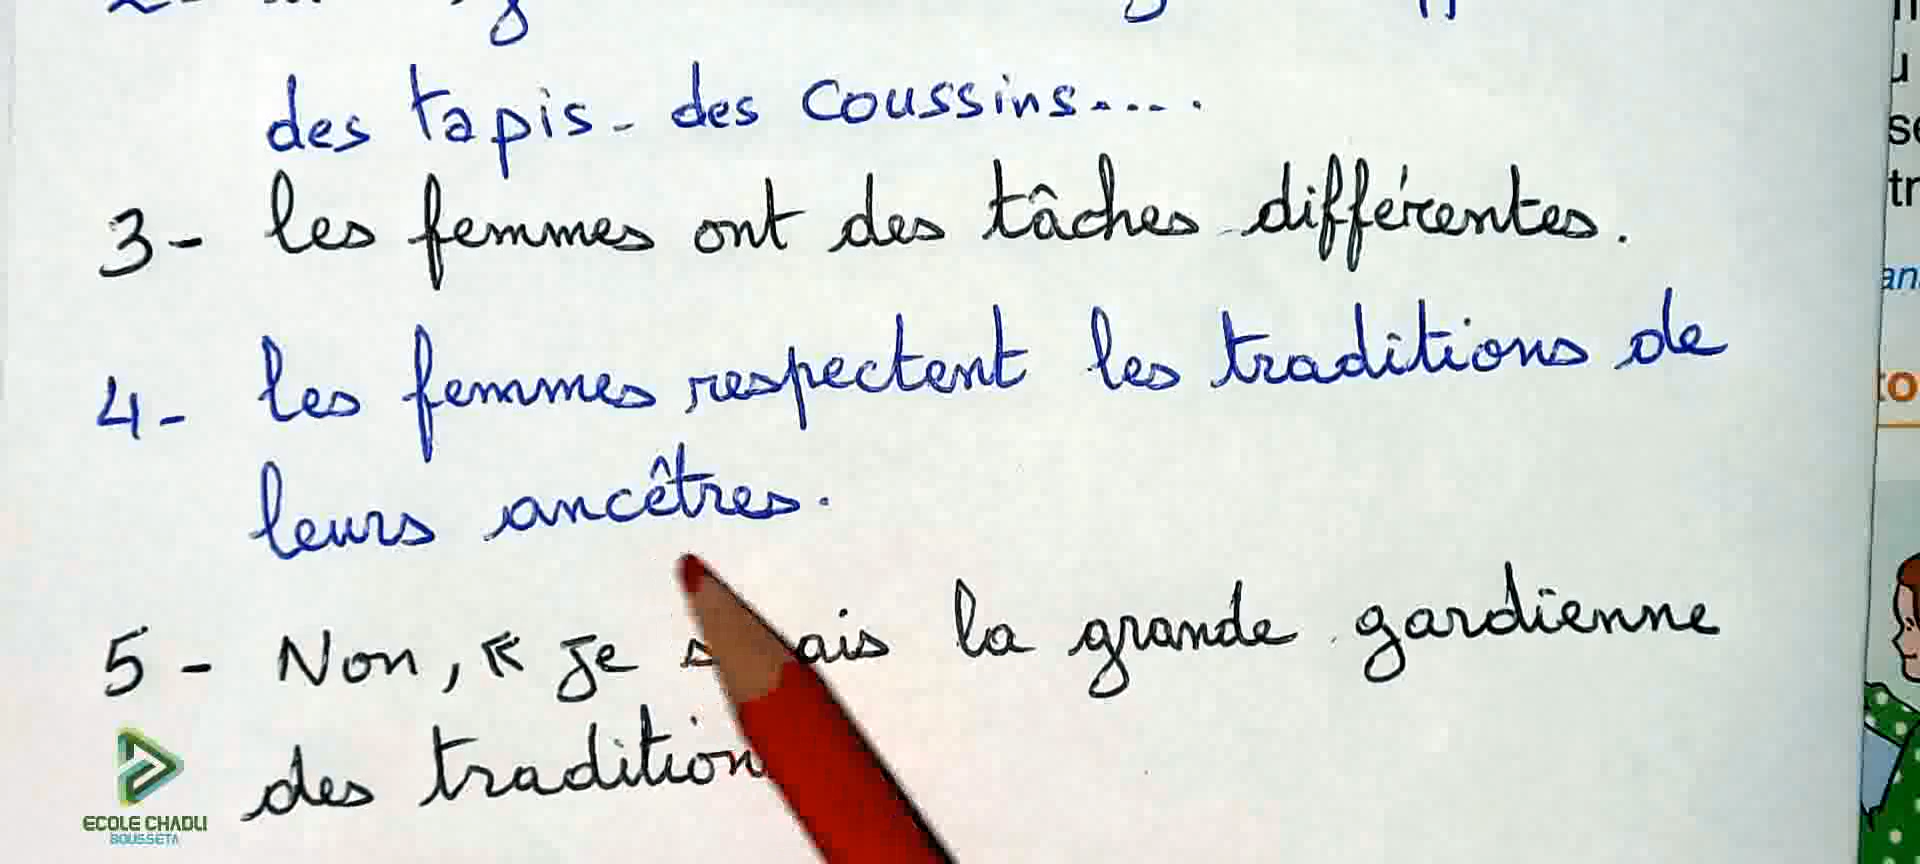 des tapis - des coussins....
3 - les femmes ont des tâches différentes.
4 - les femmes respectent les traditions de
leurs ancêtres.
5 - Non, « je la grande gardienne
des tradition
ECOLE CHADLI
BOUSSETA